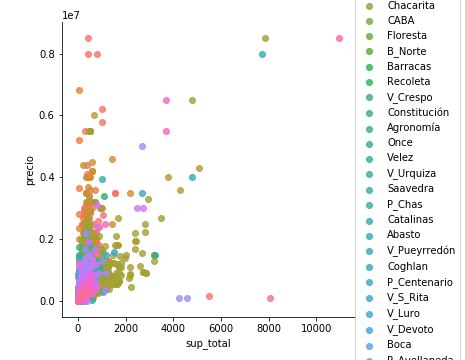 1e7
0.8
0.6
0.4
0.2
0.0
precio
0
2000
4000
6000
8000
10000
sup_total
Chacarita
CABA
Floresta
B_Norte
Barracas
Recoleta
V_Crespo
Constitución
Agronomía
Once
Velez
V_Urquiza
Saavedra
P_Chas
Catalinas
Abasto
V_Pueyrredón
Coghlan
P_Centenario
V_S_Rita
V_Luro
V_Devoto
Boca
P_Avellaneda